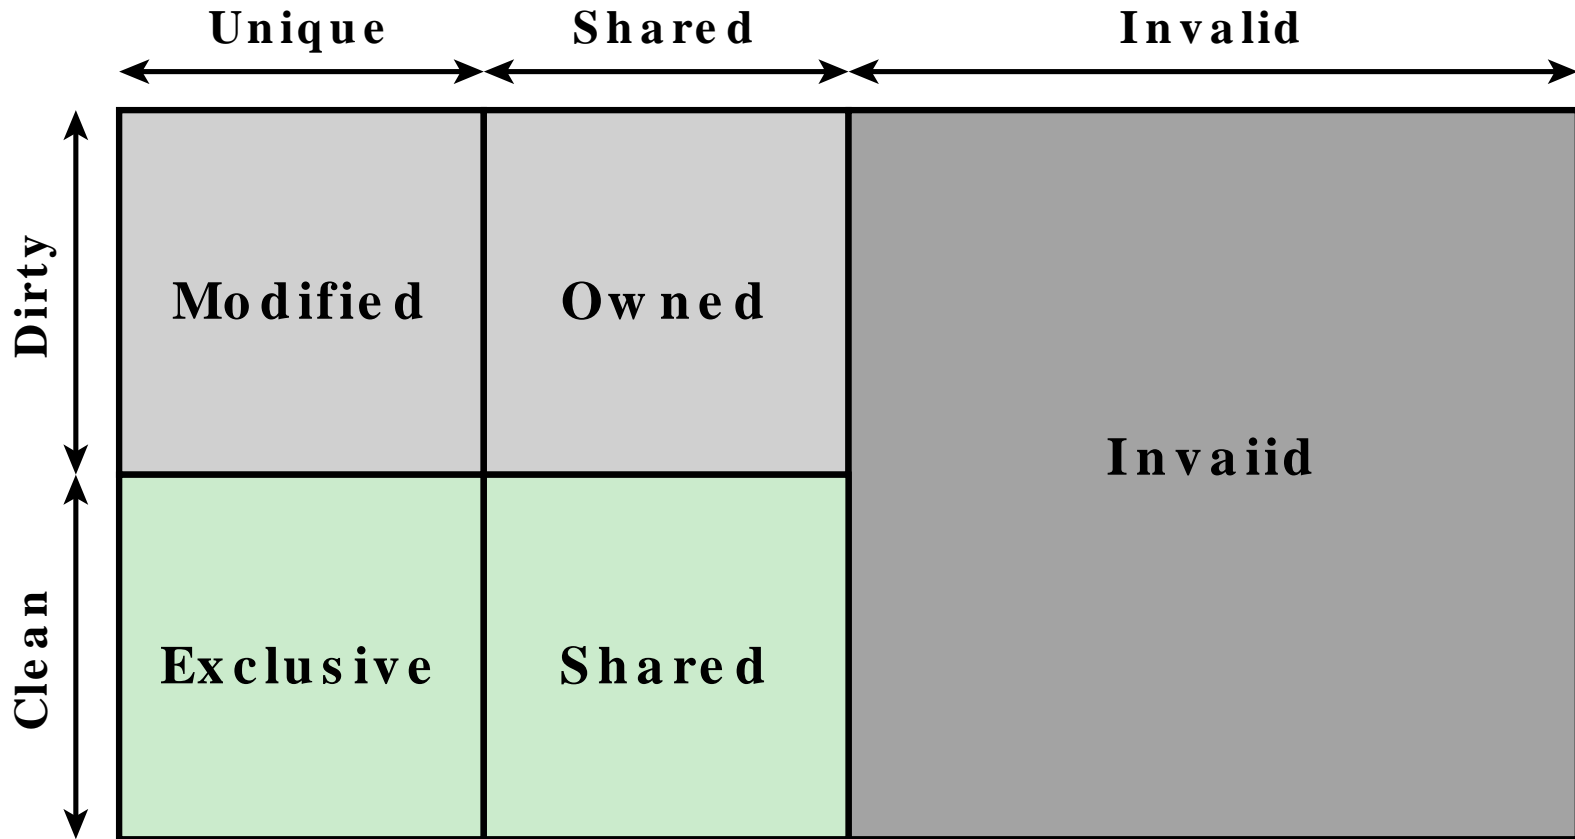 Unique Shared Invalid
Dirty
Modified Owned
Invaiid
Clean
Exclusive Shared